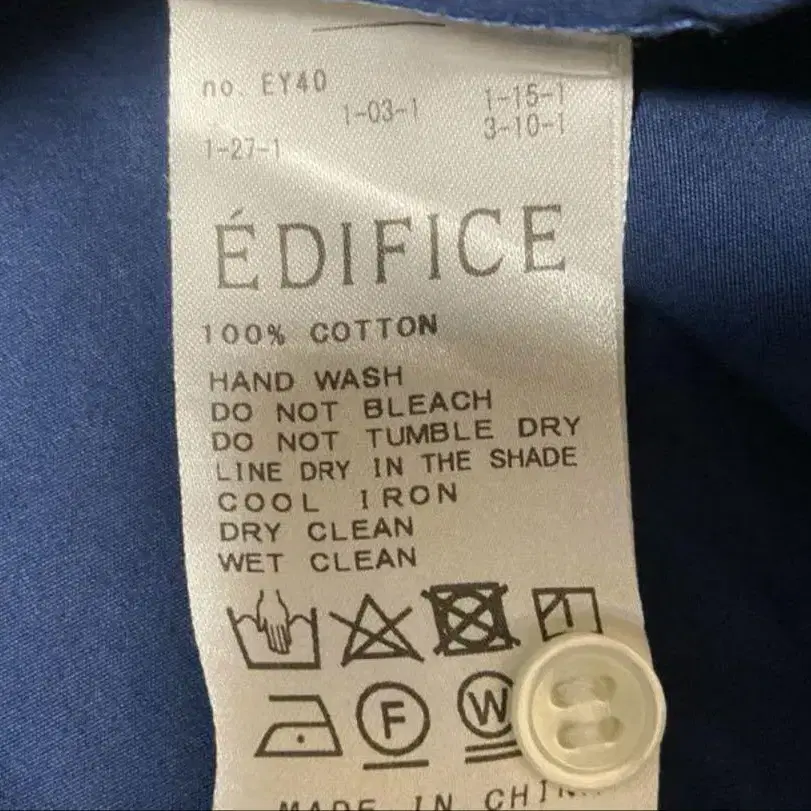 no. EY40
1-03-1
1-15-1
3-10-1
1-27-1
ÉDIFICE
100% COTTON
HAND WASH
DO NOT BLEACH
DO NOT TUMBLE DRY
LINE DRY IN THE SHADE
COOL IRON
DRY CLEAN
WET CLEAN
F
W
MADE IN CHIN